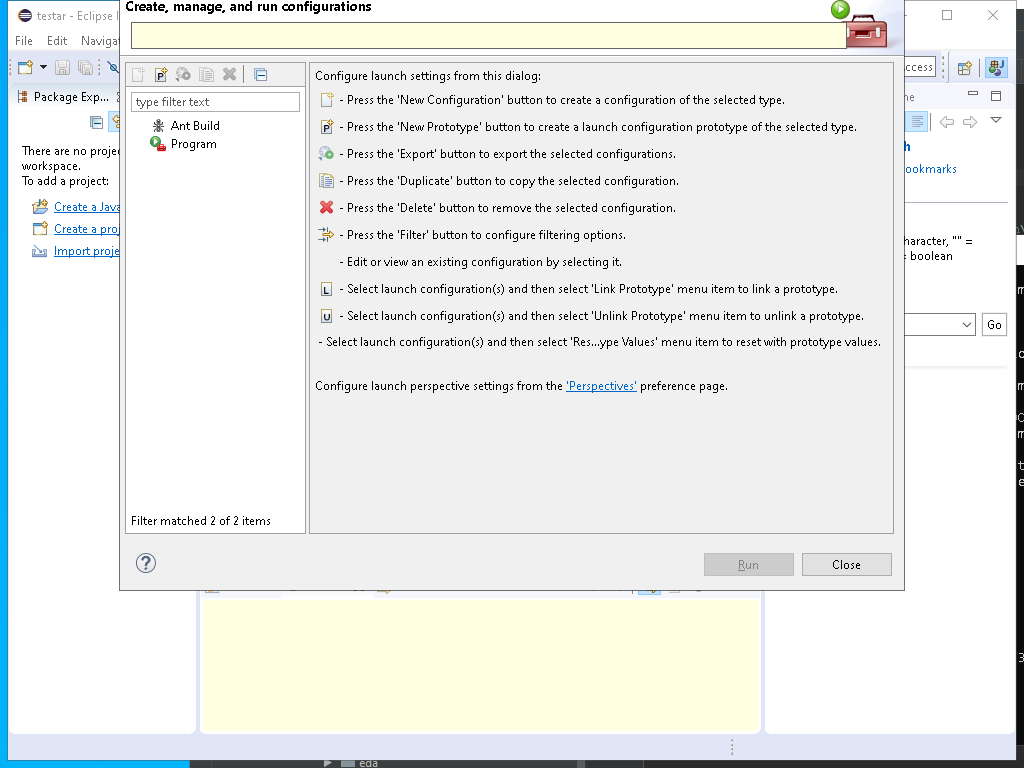 Create, manage, and run configurations
testar - Eclipse
File Edit Naviga
ccess
Package Exp...
type filter text
Ant Build
Program
Filter matched 2 of 2 items
There are no proje
workspace.
To add a project:
Create a Java
Create a proj
Import proje
Configure launch settings from this dialog:
- Press the 'New Configuration' button to create a configuration of the selected type.
- Press the 'New Prototype' button to create a launch configuration prototype of the selected type.
- Press the 'Export' button to export the selected configurations.
- Press the 'Duplicate' button to copy the selected configuration.
- Press the 'Delete' button to remove the selected configuration.
- Press the 'Filter' button to configure filtering options.
- Edit or view an existing configuration by selecting it.
L - Select launch configuration(s) and then select 'Link Prototype' menu item to link a prototype.
U - Select launch configuration(s) and then select 'Unlink Prototype' menu item to unlink a prototype.
- Select launch configuration(s) and then select 'Res...ype Values' menu item to reset with prototype values.
Configure launch perspective settings from the 'Perspectives' preference page.
ne
h
ookmarks
haracter, "" =
= boolean
Go
Run
Close
eda